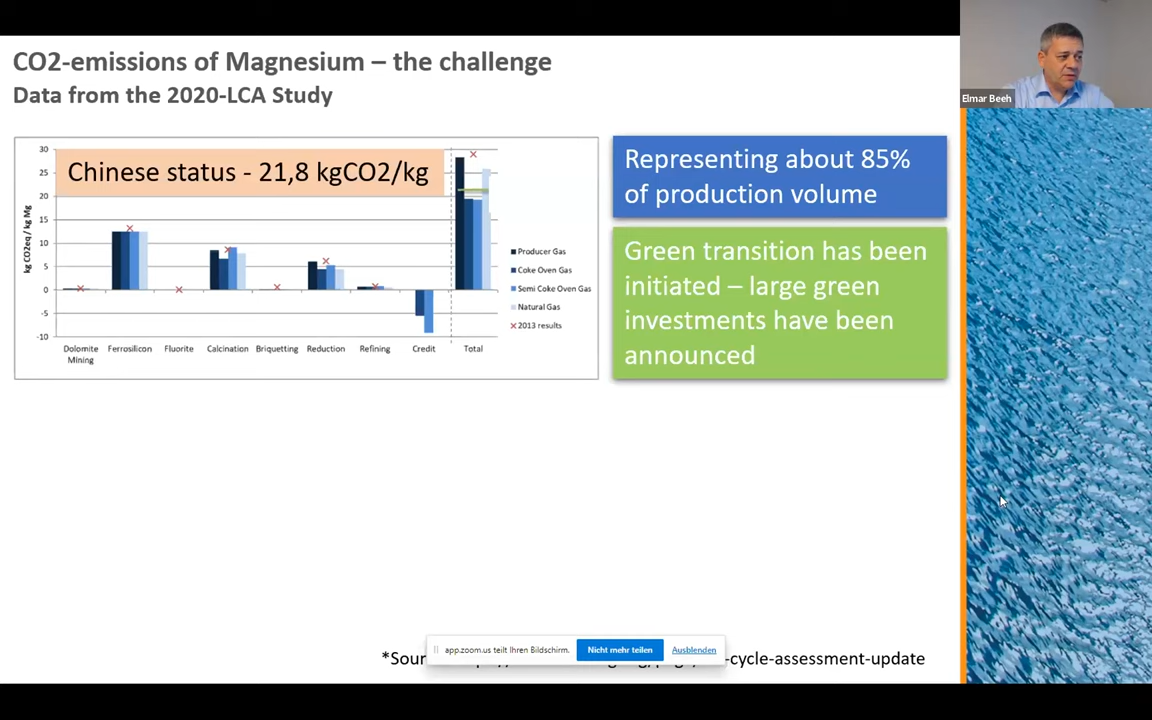 CO2-emissions of Magnesium – the challenge
Data from the 2020-LCA Study
Elmar Beeh
Chinese status - 21,8 kgCO2/kg
kg CO2eq / kg Mg
30
25
20
15
10
5
0
-5
-10
Dolomite Mining
Ferrosilicon
Fluorite
Calcination
Briquetting
Reduction
Refining
Credit
Total
Producer Gas
Coke Oven Gas
Semi Coke Oven Gas
Natural Gas
2013 results
Representing about 85%
of production volume
Green transition has been
initiated – large green
investments have been
announced
app.zoom.us teilt Ihren Bildschirm.
Nicht mehr teilen
Ausblenden
*Sour
-cycle-assessment-update